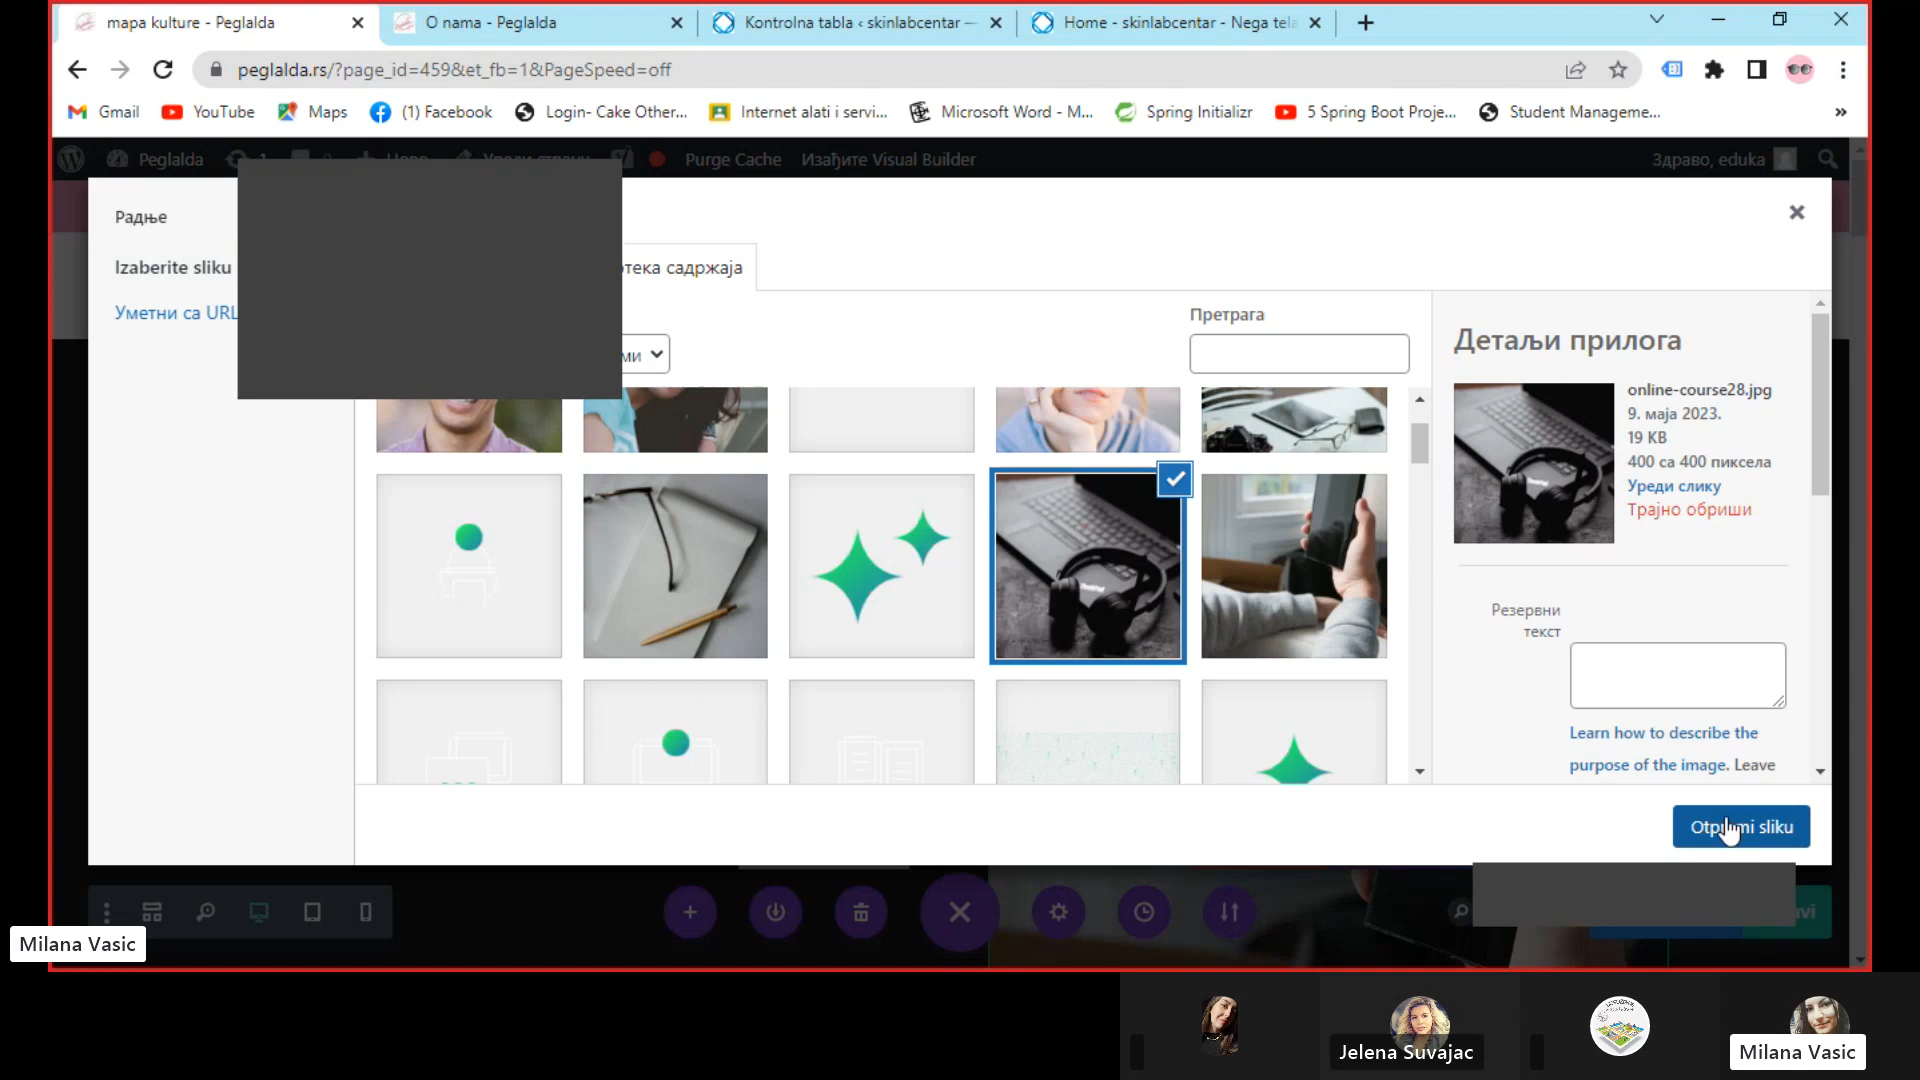 mapa kulture - Peglalda
O nama - Peglalda
Kontrolna tabla ‹ skinlabcentar —
Home - skinlabcentar - Nega tela
peglalda.rs/?page_id=459&et_fb=1&PageSpeed=off
Gmail
YouTube
Maps
(1) Facebook
Login- Cake Other...
Internet alati i servi...
Microsoft Word - M...
Spring Initializr
5 Spring Boot Proje...
Student Manageme...
»
Peglalda
Purge Cache
Изађите Visual Builder
Здраво, eduka
Радње
Izaberite sliku
Уметни са URL
тека садржаја
ми
Претрага
Детаљи прилога
online-course28.jpg
9. маја 2023.
19 KB
400 са 400 пиксела
Уреди слику
Трајно обриши
Резервни
текст
Learn how to describe the
purpose of the image. Leave
sliku
Milana Vasic
Jelena Suvajac
Milana Vasic